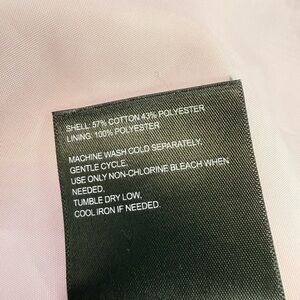 SHELL: 57% COTTON 43% POLYESTER
LINING: 100% POLYESTER
MACHINE WASH COLD SEPARATELY,
GENTLE CYCLE.
USE ONLY NON-CHLORINE BLEACH WHEN
NEEDED.
TUMBLE DRY LOW.
COOL IRON IF NEEDED.